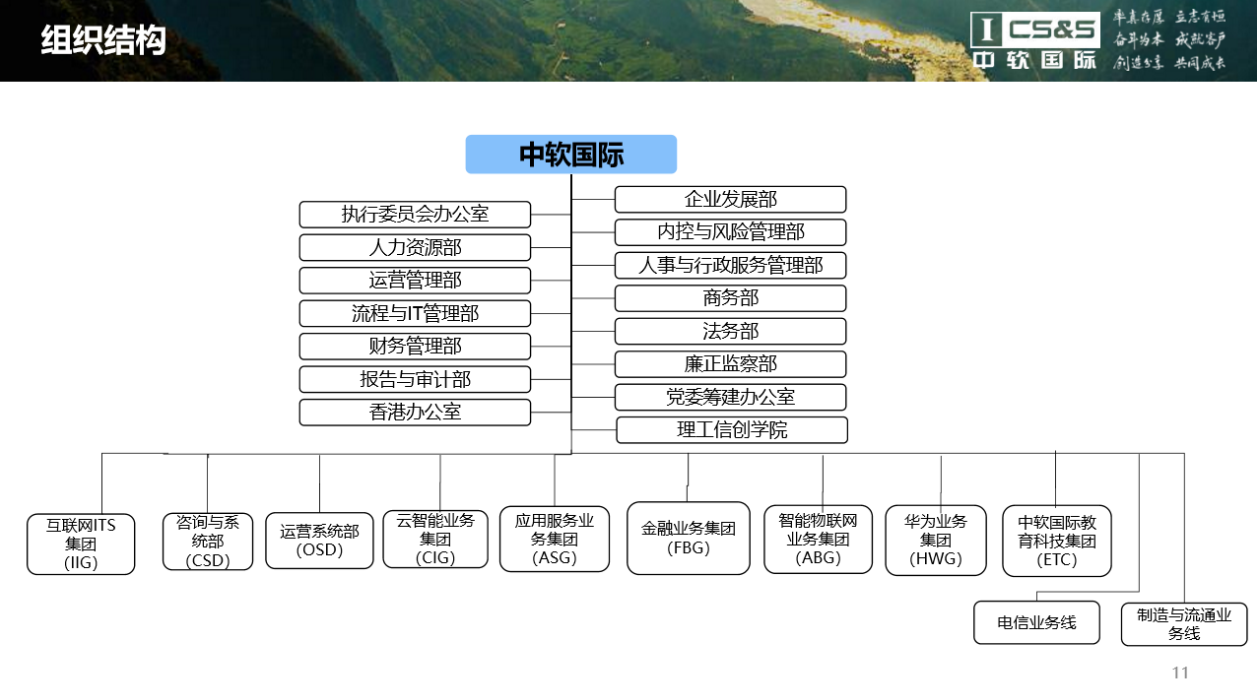 组织结构
I CS&S
中软国际
率真存厚 立志有恒
奋斗为本 成就客户
创造分享 共同成长
中软国际
企业发展部
执行委员会办公室
内控与风险管理部
人力资源部
人事与行政服务管理部
运营管理部
商务部
流程与IT管理部
法务部
财务管理部
廉正监察部
报告与审计部
党委筹建办公室
香港办公室
理工信创学院
互联网ITS
集团
(IIG)
咨询与系
统部
(CSD)
运营系统部
(OSD)
云智能业务
集团
(CIG)
应用服务业
务集团
(ASG)
金融业务集团
(FBG)
智能物联网
业务集团
(ABG)
华为业务
集团
(HWG)
中软国际教
育科技集团
(ETC)
电信业务线
制造与流通业
务线
11